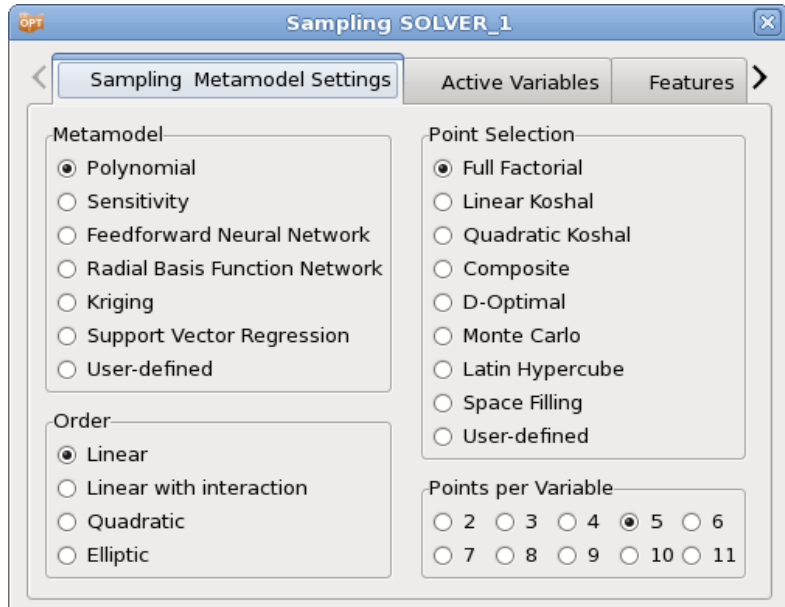 OPT
Sampling SOLVER_1
Sampling Metamodel Settings
Active Variables
Features
Metamodel
Polynomial
Sensitivity
Feedforward Neural Network
Radial Basis Function Network
Kriging
Support Vector Regression
User-defined
Order
Linear
Linear with interaction
Quadratic
Elliptic
Point Selection
Full Factorial
Linear Koshal
Quadratic Koshal
Composite
D-Optimal
Monte Carlo
Latin Hypercube
Space Filling
User-defined
Points per Variable
2 3 4 5 6
7 8 9 10 11